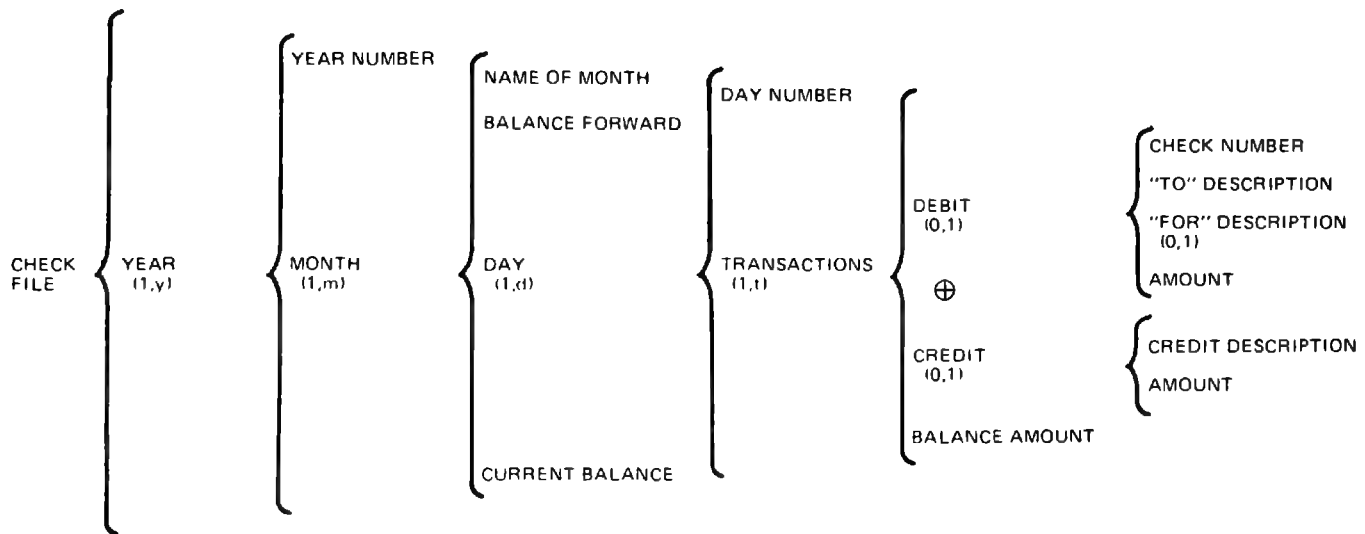 CHECK
FILE
YEAR
(1,y)
YEAR NUMBER
MONTH
(1,m)
NAME OF MONTH
BALANCE FORWARD
DAY
(1,d)
CURRENT BALANCE
DAY NUMBER
TRANSACTIONS
(1,t)
DEBIT
(0,1)
⊕
CREDIT
(0,1)
BALANCE AMOUNT
CHECK NUMBER
"TO" DESCRIPTION
"FOR" DESCRIPTION
(0,1)
AMOUNT
CREDIT DESCRIPTION
AMOUNT